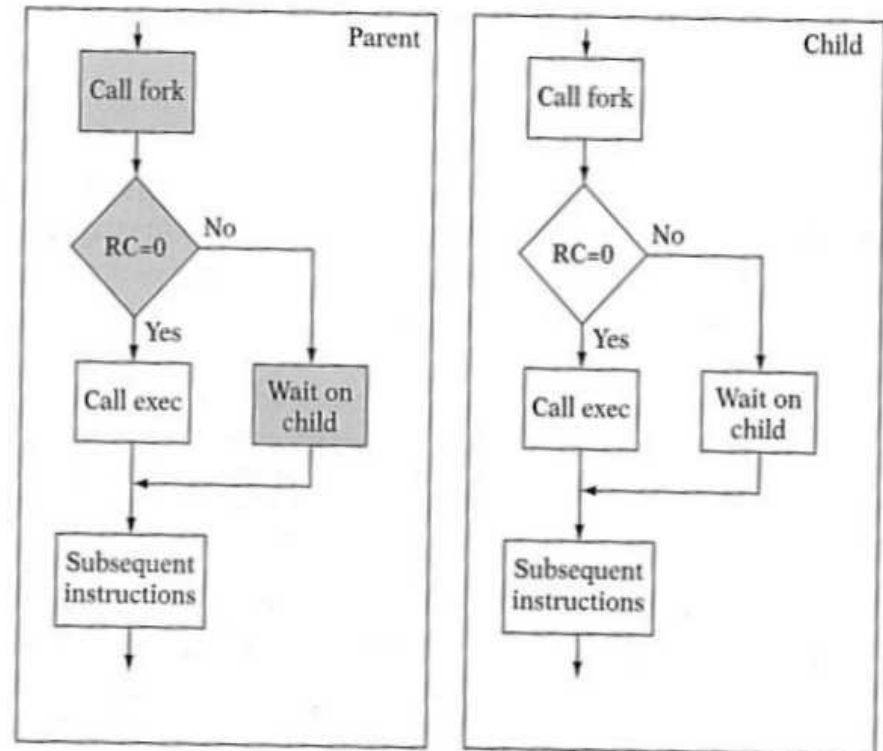 Parent
Call fork
RC=0
No
Yes
Call exec
Wait on
child
Subsequent
instructions
Child
Call fork
RC=0
No
Yes
Call exec
Wait on
child
Subsequent
instructions